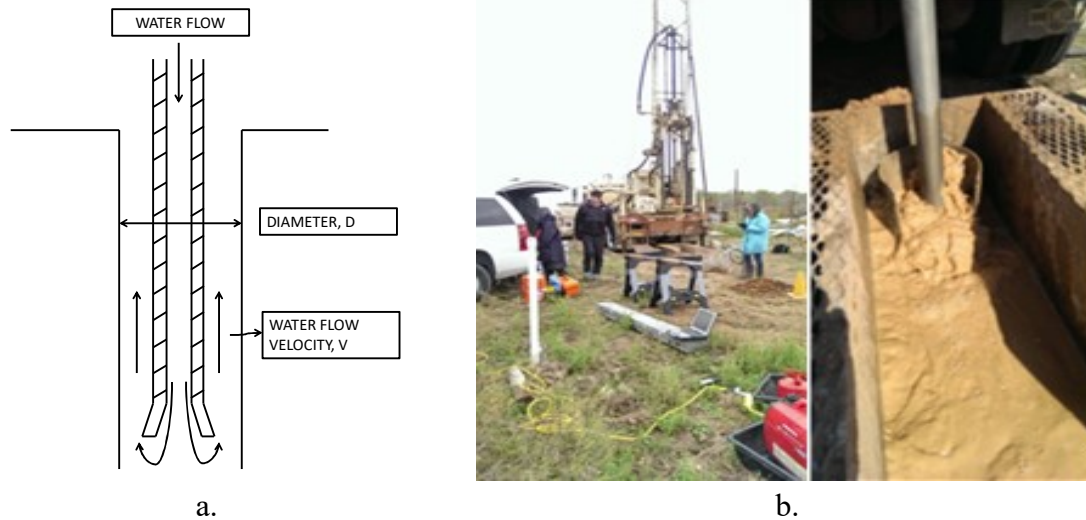 WATER FLOW
DIAMETER, D
WATER FLOW
VELOCITY, V
a.
b.